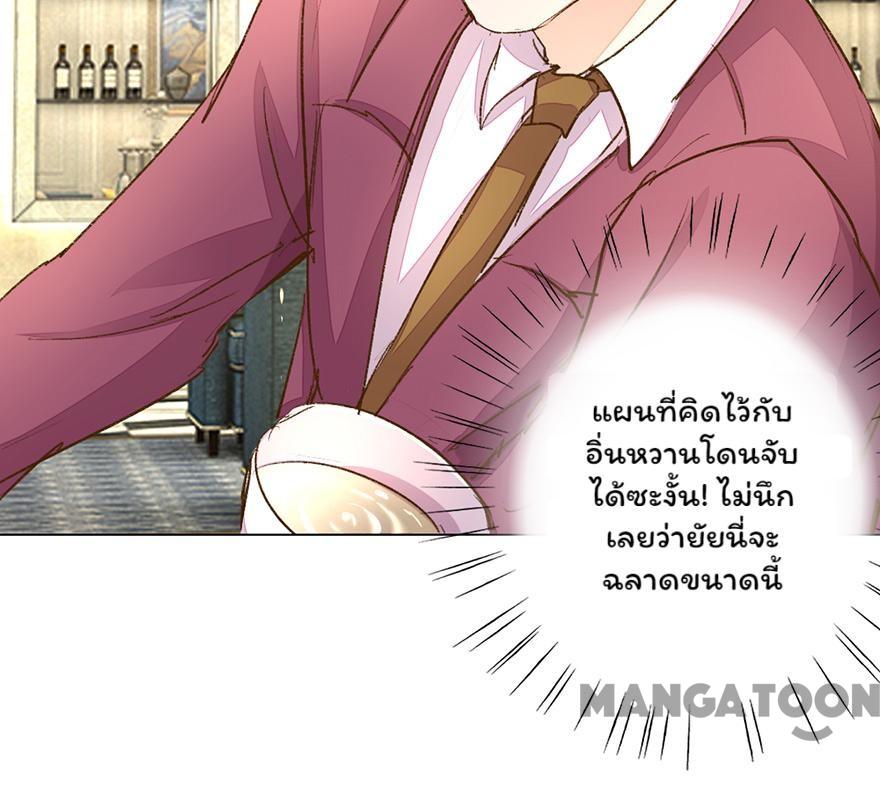 แผนที่คิดไว้กับ
อิ่นหวานโดนจับ
ได้ซะงั้น! ไม่นึก
เลยว่ายัยนี่จะ
ฉลาดขนาดนี้
MANGATOON